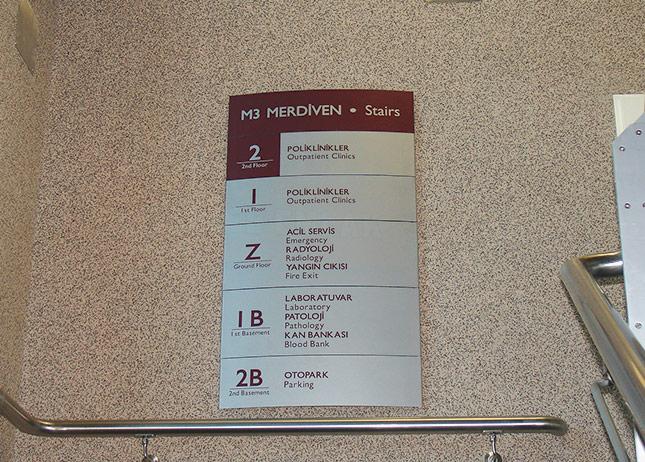 M3 MERDİVEN • Stairs
2
2nd Floor
POLİKLİNİKLER
Outpatient Clinics
1
1st Floor
POLİKLİNİKLER
Outpatient Clinics
Z
Ground Floor
ACİL SERVİS
Emergency
RADYOLOJİ
Radiology
YANGIN CIKISI
Fire Exit
1B
1st Basement
LABORATUVAR
Laboratory
PATOLOJİ
Pathology
KAN BANKASI
Blood Bank
2B
2nd Basement
OTOPARK
Parking